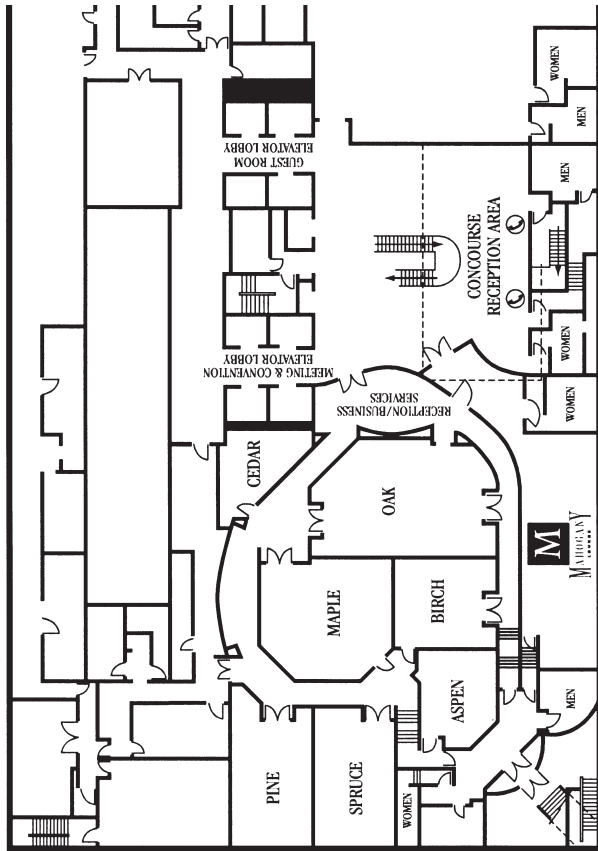 WOMEN
MEN
GUEST ROOM
ELEVATOR LOBBY
MEN
CONCOURSE
RECEPTION AREA
MEETING & CONVENTION
ELEVATOR LOBBY
WOMEN
RECEPTION/BUSINESS
SERVICES
WOMEN
CEDAR
OAK
M
MAHOGANY
MAPLE
BIRCH
ASPEN
MEN
PINE
SPRUCE
WOMEN